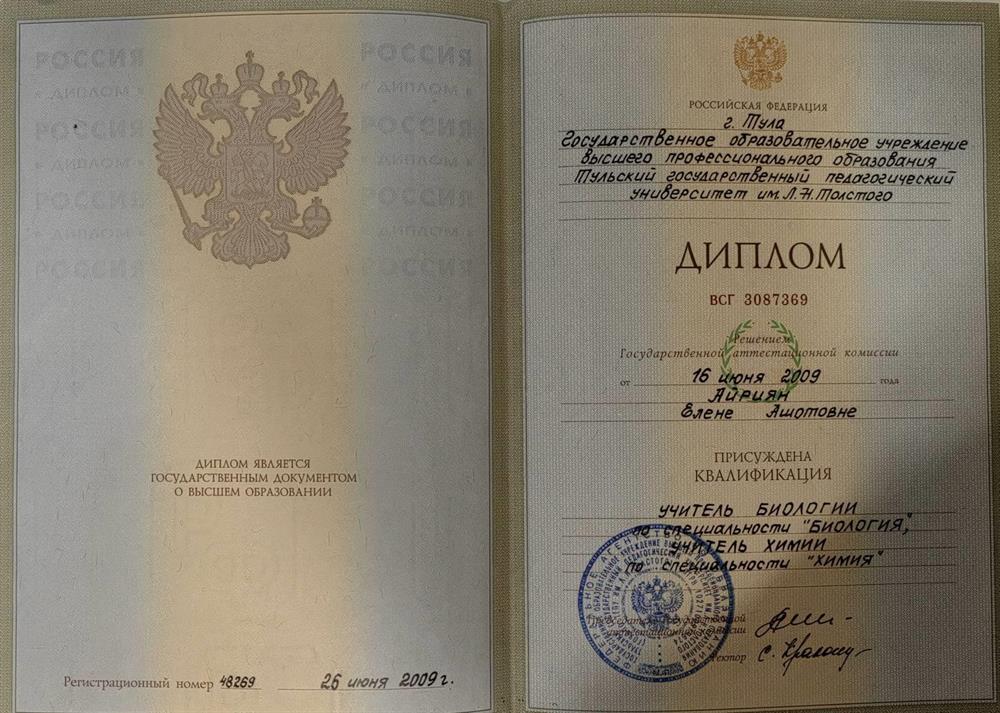 РОССИЯ РОССИЯ
« ДИПЛОМ » « ДИПЛОМ »
РОССИЯ РОССИЯ
« ДИПЛОМ » « ДИПЛОМ »
РОССИЯ РОССИЯ
« ДИПЛОМ » « ДИПЛОМ »
РОССИЯ РОССИЯ
ДИПЛОМ ЯВЛЯЕТСЯ
ГОСУДАРСТВЕННЫМ ДОКУМЕНТОМ
О ВЫСШЕМ ОБРАЗОВАНИИ
Регистрационный номер 48269 26 июня 2009г.
РОССИЙСКАЯ ФЕДЕРАЦИЯ
г. Тула
Государственное образовательное учреждение
высшего профессионального образования
Тульский государственный педагогический
университет им. Л.Н.Толстого
ДИПЛОМ
ВСГ 3087369
Решением
Государственной аттестационной комиссии
от 16 июня 2009 года
Айриян
Елене Ашотовне
ПРИСУЖДЕНА
КВАЛИФИКАЦИЯ
УЧИТЕЛЬ БИОЛОГИИ
по специальности "БИОЛОГИЯ",
УЧИТЕЛЬ ХИМИИ
по специальности "ХИМИЯ"
Председатель Государственной
аттестационной комиссии
Ректор